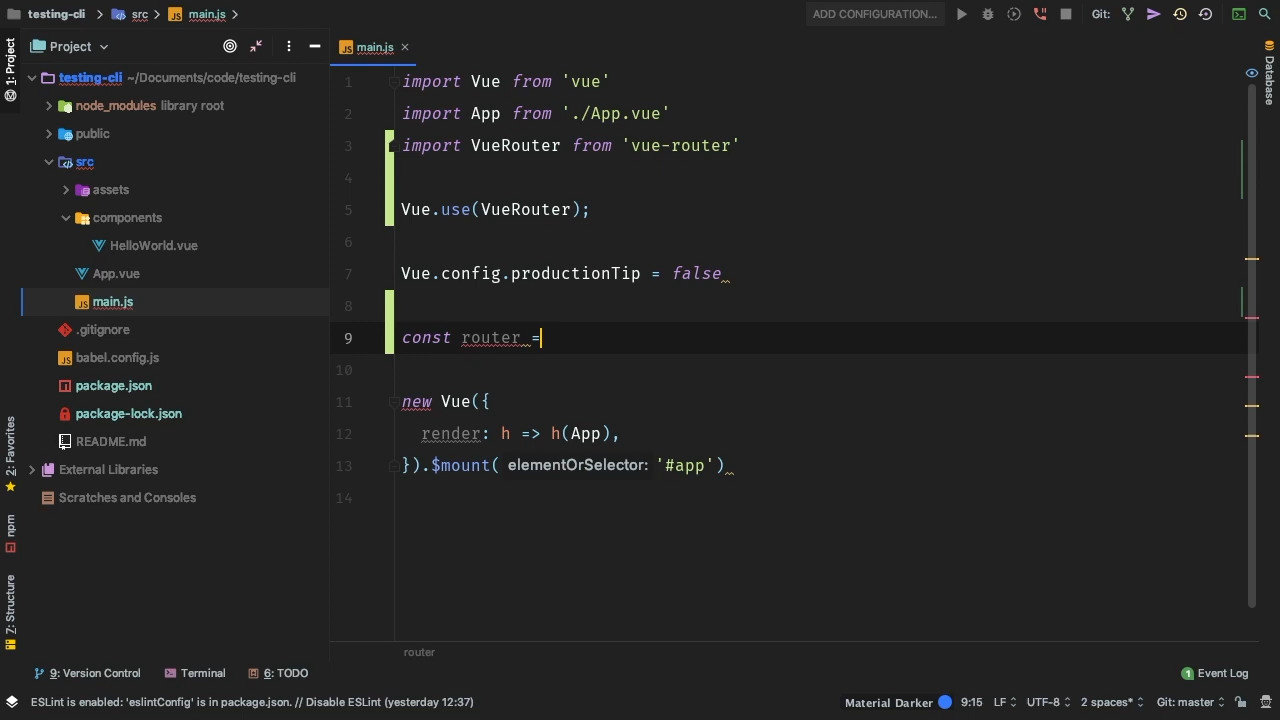 testing-cli
src
main.js
ADD CONFIGURATION...
Git:
1: Project
Project
testing-cli ~/Documents/code/testing-cli
node_modules library root
public
src
assets
components
HelloWorld.vue
App.vue
main.js
.gitignore
babel.config.js
package.json
package-lock.json
README.md
External Libraries
Scratches and Consoles
2: Favorites
npm
7: Structure
main.js
1 import Vue from 'vue'
2 import App from './App.vue'
3 import VueRouter from 'vue-router'
4
5 Vue.use(VueRouter);
6
7 Vue.config.productionTip = false
8
9 const router =
10
11 new Vue({
12 render: h => h(App),
13 }).$mount( elementOrSelector: '#app')
14
router
Database
9: Version Control
Terminal
6: TODO
1 Event Log
ESLint is enabled: 'eslintConfig' is in package.json. // Disable ESLint (yesterday 12:37)
Material Darker
9:15
LF
UTF-8
2 spaces*
Git: master